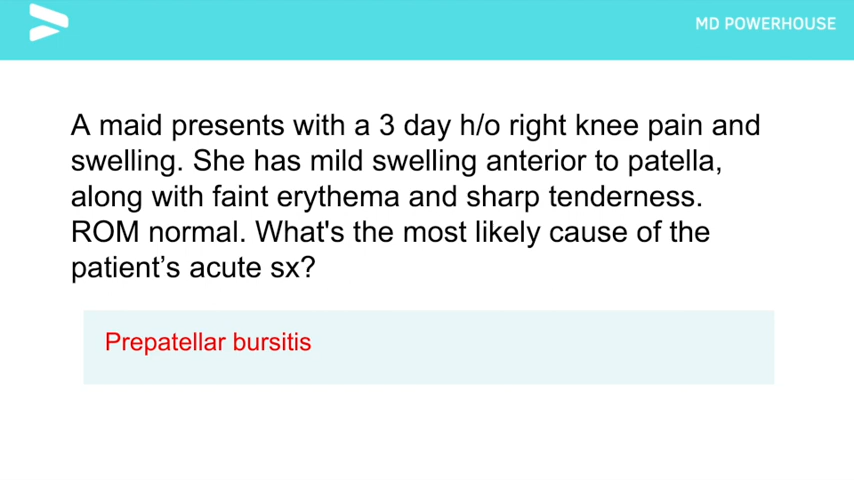 MD POWERHOUSE
A maid presents with a 3 day h/o right knee pain and
swelling. She has mild swelling anterior to patella,
along with faint erythema and sharp tenderness.
ROM normal. What's the most likely cause of the
patient’s acute sx?
Prepatellar bursitis